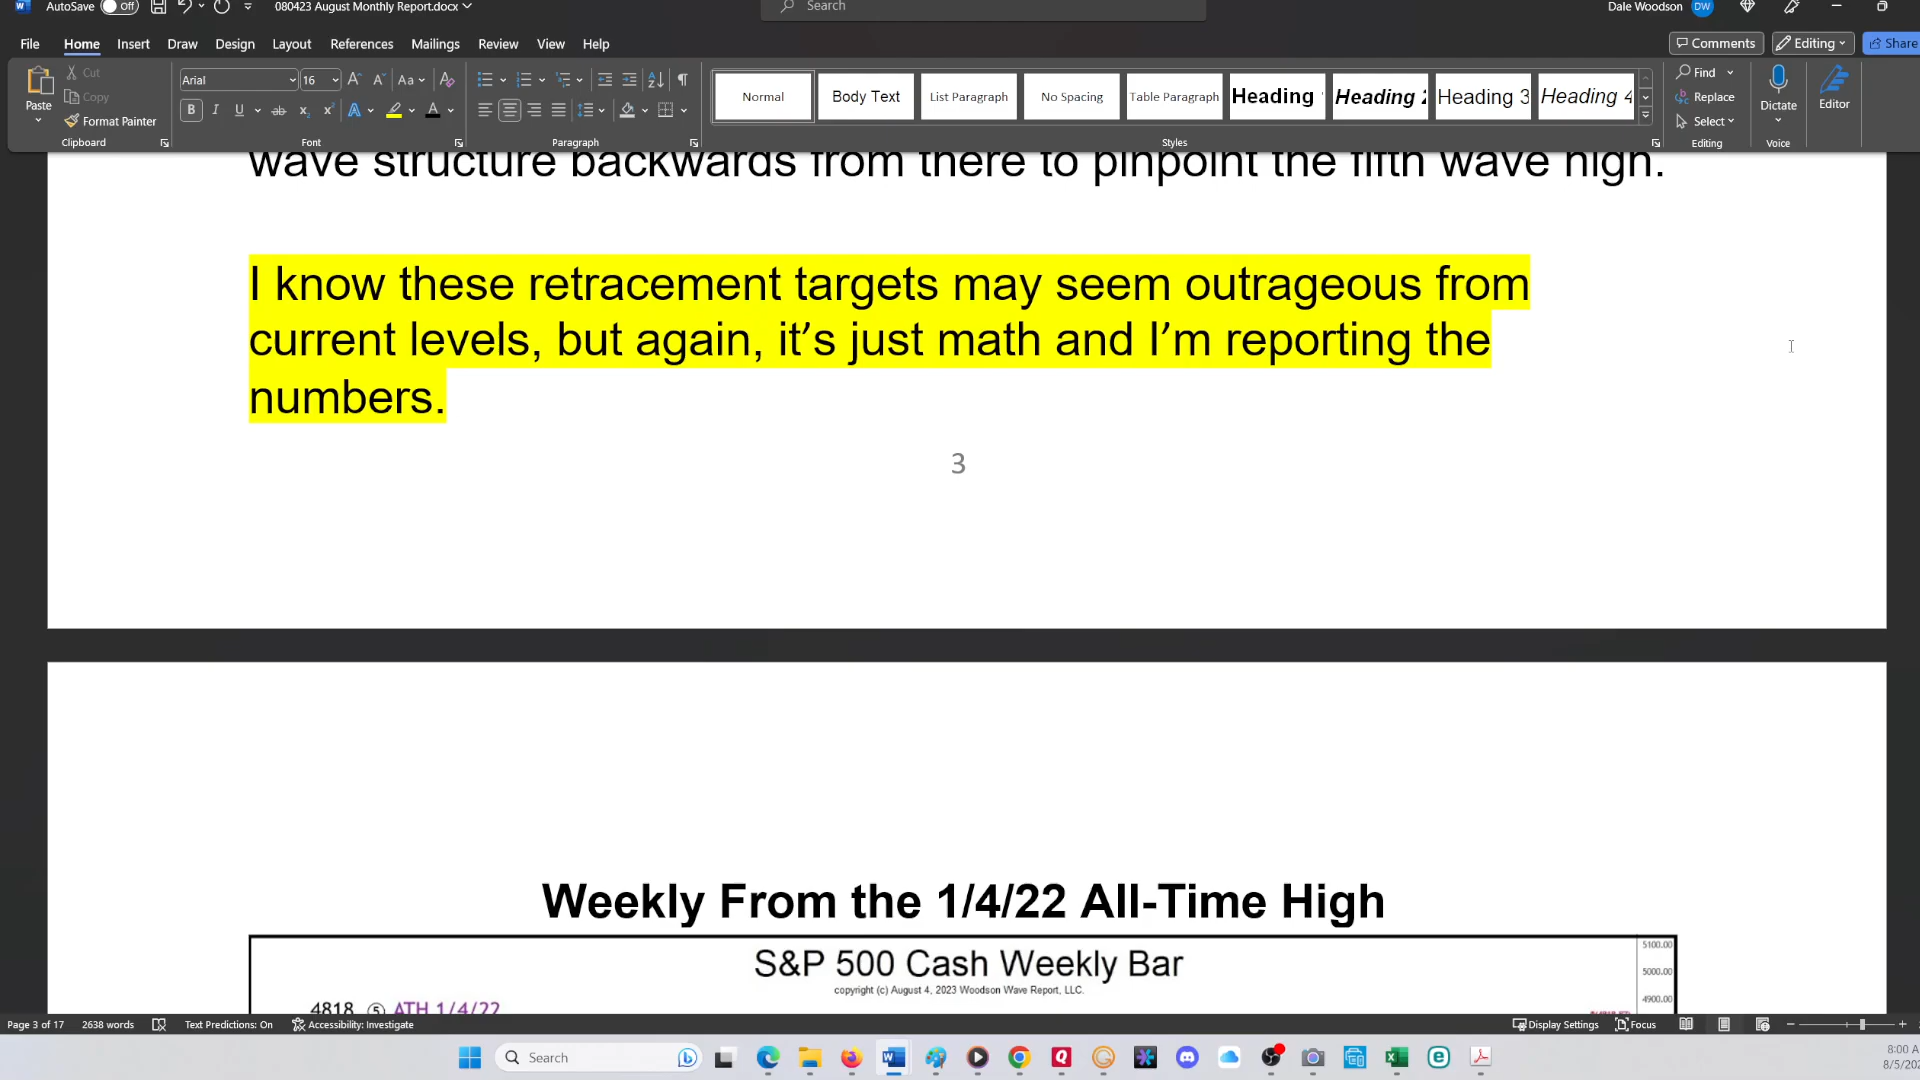 AutoSave Off 080423 August Monthly Report.docx Search Dale Woodson DW
File Home Insert Draw Design Layout References Mailings Review View Help Comments Editing Share
Paste Cut Copy Format Painter Clipboard
Arial 16 Font
Paragraph
Normal Body Text List Paragraph No Spacing Table Paragraph Heading Heading 2 Heading 3 Heading 4 Styles
Find Replace Select Editing
Dictate Voice
Editor
wave structure backwards from there to pinpoint the fifth wave high.
I know these retracement targets may seem outrageous from
current levels, but again, it's just math and I'm reporting the
numbers.
3
Weekly From the 1/4/22 All-Time High
S&P 500 Cash Weekly Bar
copyright (c) August 4, 2023 Woodson Wave Report, LLC.
5100.00
5000.00
4900.00
4818 5 ATH 1/4/22
Page 3 of 17 2638 words Text Predictions: On Accessibility: Investigate Display Settings Focus
Search
8:00 A
8/5/20